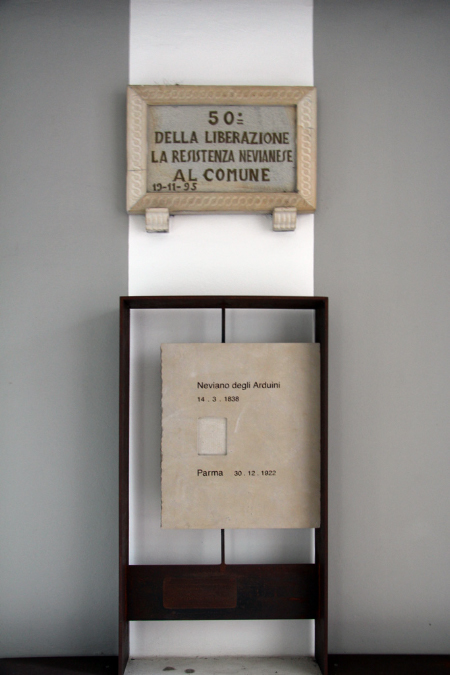 50º
DELLA LIBERAZIONE
LA RESISTENZA NEVIANESE
AL COMUNE
19-11-95
Neviano degli Arduini
14 . 3 . 1838
Parma 30 . 12 . 1922